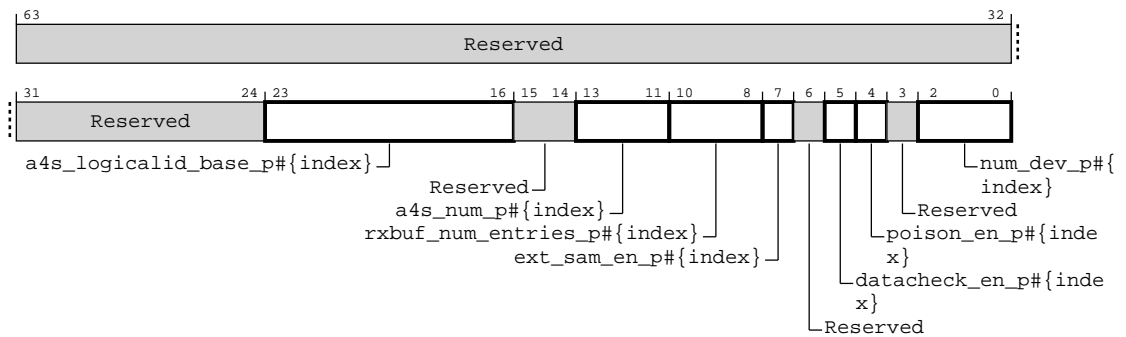 63 32
Reserved
31 24 23 16 15 14 13 11 10 8 7 6 5 4 3 2 0
Reserved
a4s_logicalid_base_p#{index}
num_dev_p#{
index}
Reserved
Reserved
a4s_num_p#{index}
rxbuf_num_entries_p#{index}
poison_en_p#{inde
x}
ext_sam_en_p#{index}
datacheck_en_p#{inde
x}
Reserved